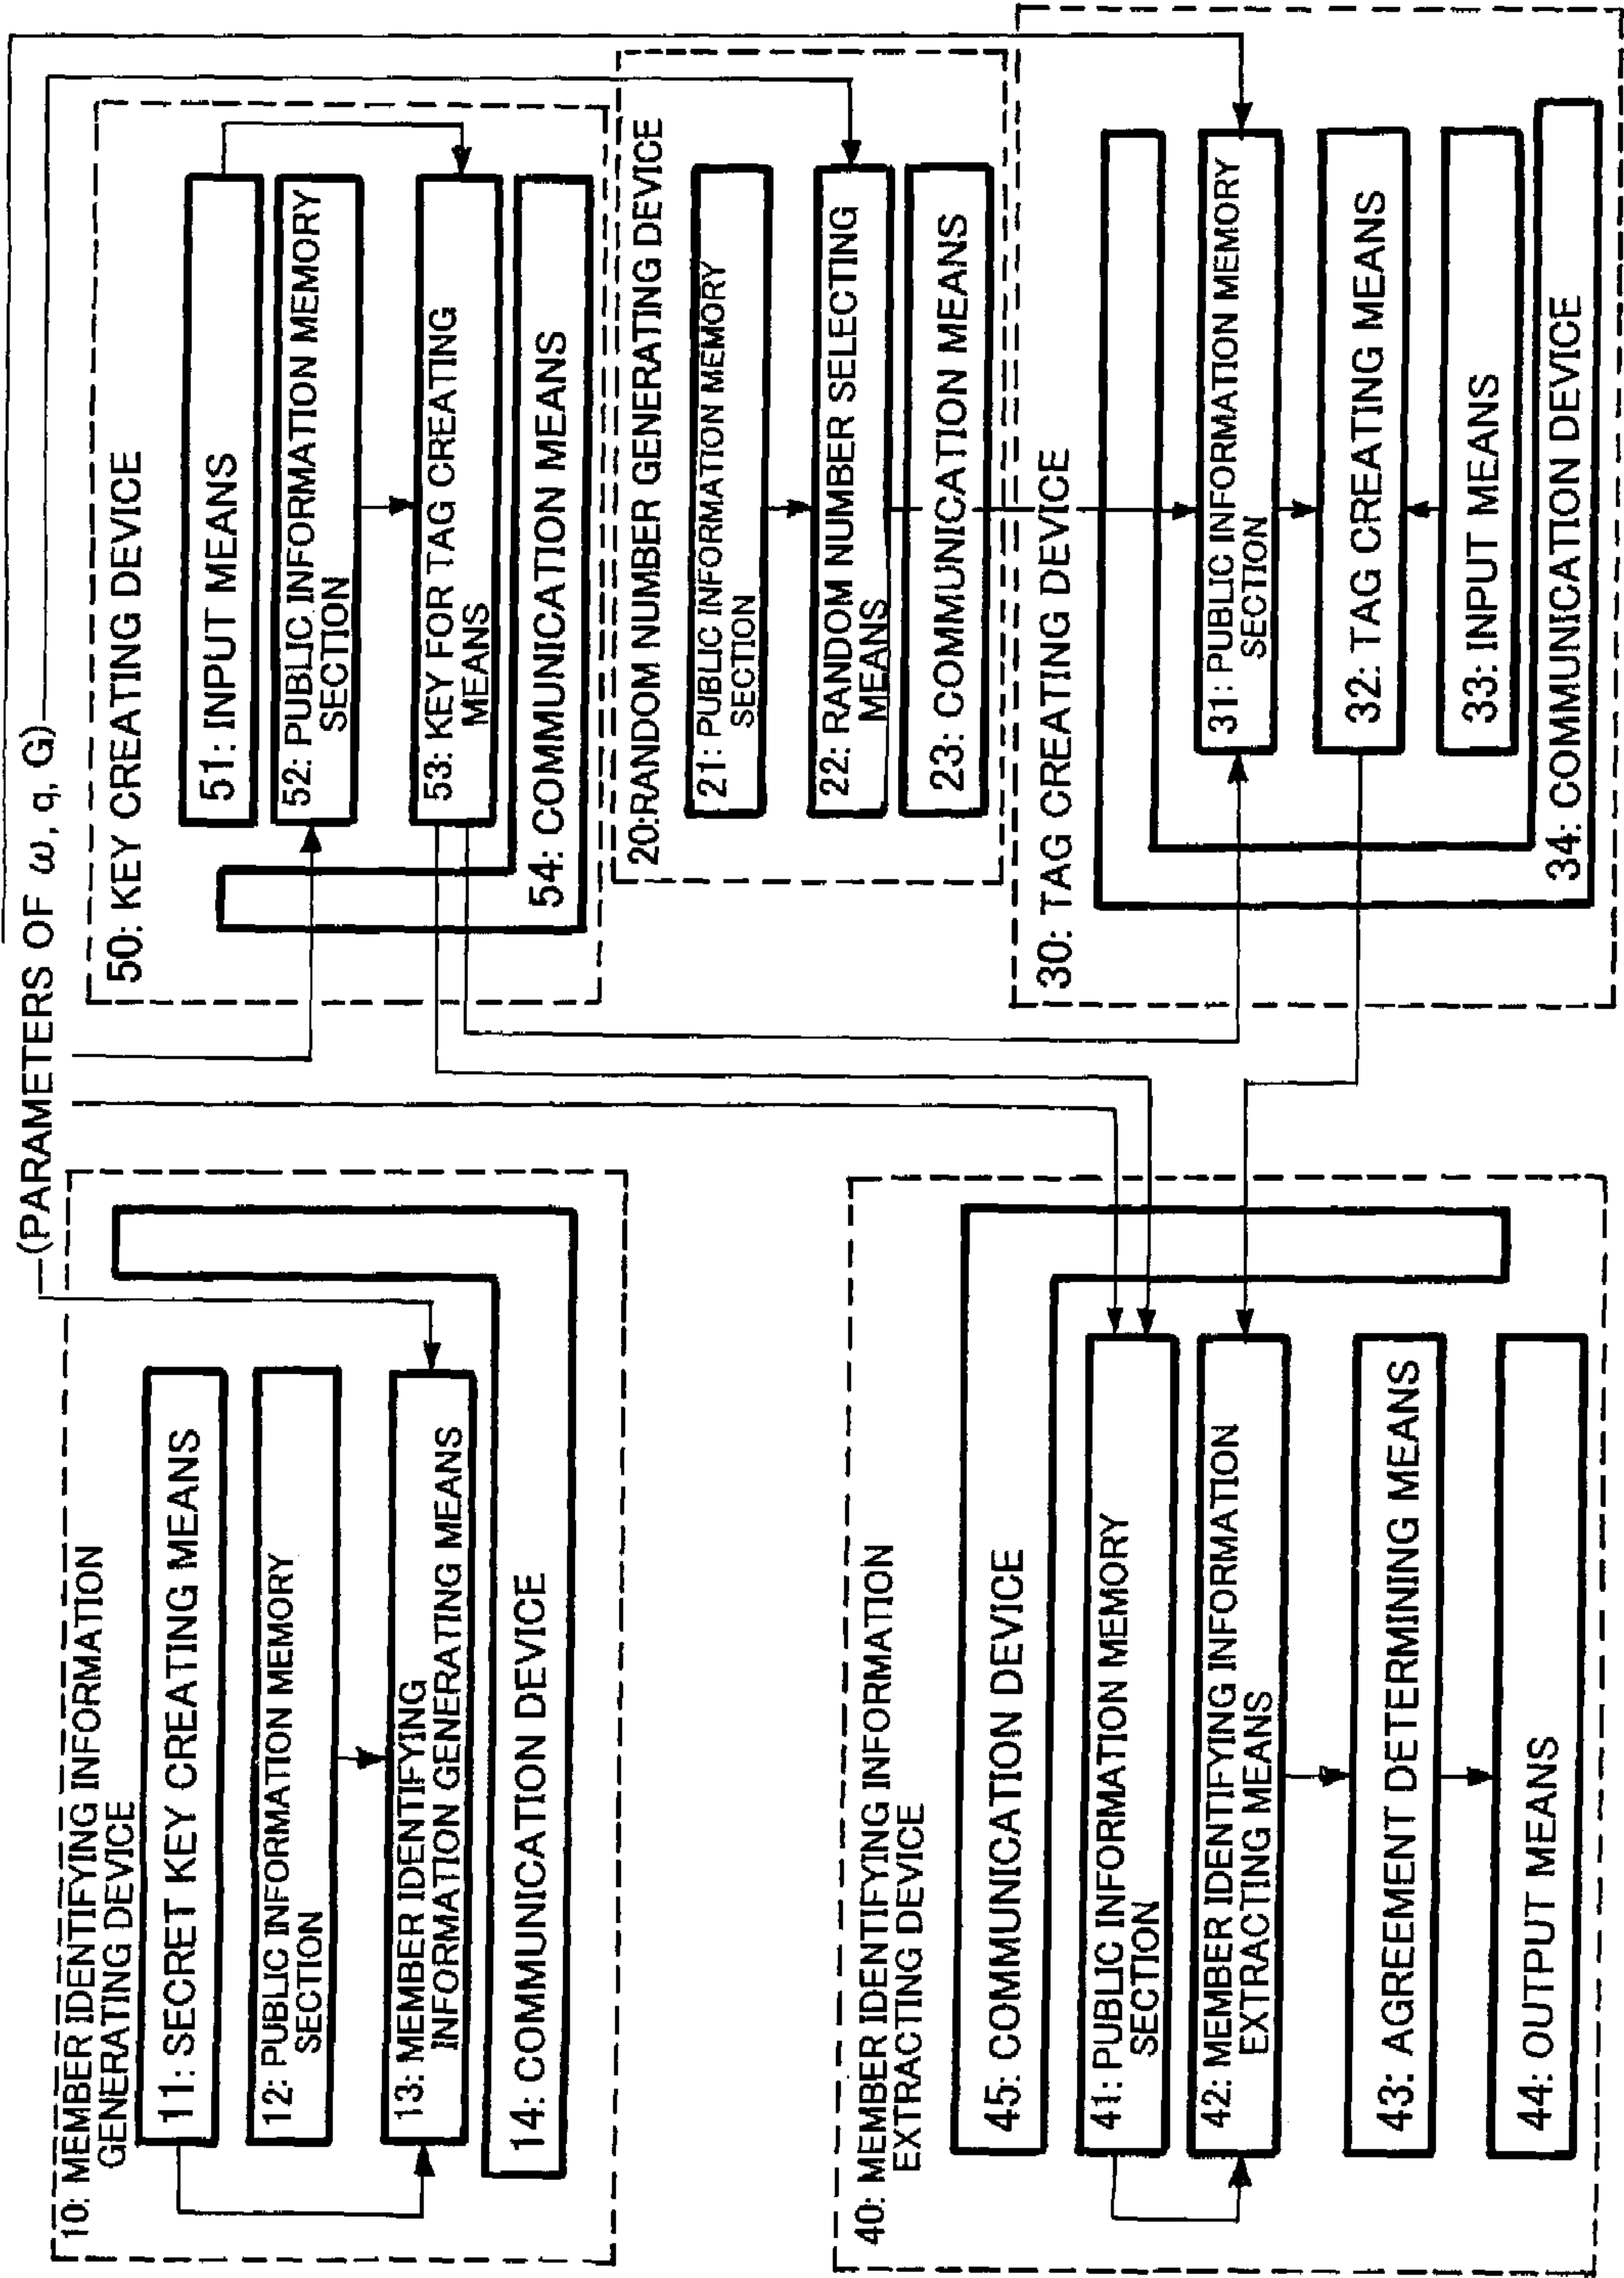 (PARAMETERS OF ω, q, G)
10: MEMBER IDENTIFYING INFORMATION
GENERATING DEVICE
11: SECRET KEY CREATING MEANS
12: PUBLIC INFORMATION MEMORY
SECTION
13: MEMBER IDENTIFYING
INFORMATION GENERATING MEANS
14: COMMUNICATION DEVICE
50: KEY CREATING DEVICE
51: INPUT MEANS
52: PUBLIC INFORMATION MEMORY
SECTION
53: KEY FOR TAG CREATING
MEANS
54: COMMUNICATION MEANS
20:RANDOM NUMBER GENERATING DEVICE
21: PUBLIC INFORMATION MEMORY
SECTION
22: RANDOM NUMBER SELECTING
MEANS
23: COMMUNICATION MEANS
40: MEMBER IDENTIFYING INFORMATION
EXTRACTING DEVICE
45: COMMUNICATION DEVICE
41: PUBLIC INFORMATION MEMORY
SECTION
42: MEMBER IDENTIFYING INFORMATION
EXTRACTING MEANS
43: AGREEMENT DETERMINING MEANS
44: OUTPUT MEANS
30: TAG CREATING DEVICE
31: PUBLIC INFORMATION MEMORY
SECTION
32: TAG CREATING MEANS
33: INPUT MEANS
34: COMMUNICATION DEVICE